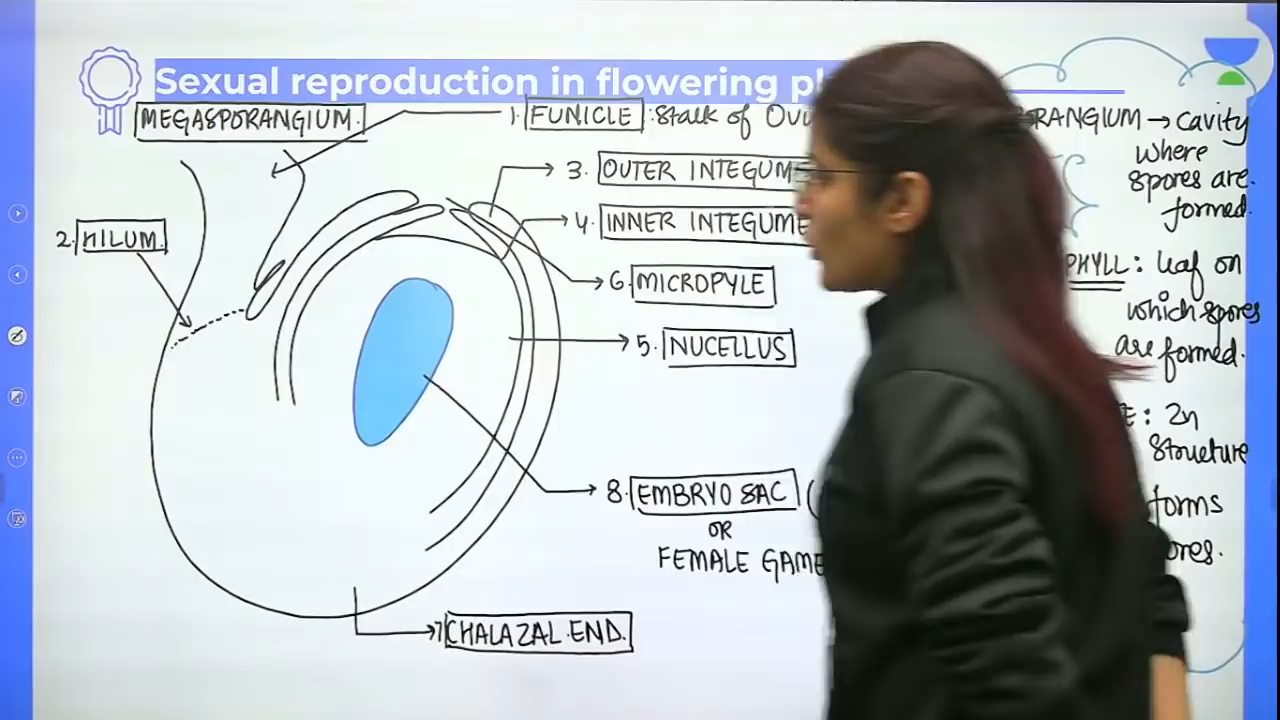 Sexual reproduction in flowering
MEGASPORANGIUM.
1. FUNICLE : Stalk of
3. OUTER INTEGUM
4. INNER INTEGUME
2. HILUM.
6. MICROPYLE
5. NUCELLUS
8. EMBRYO SAC
OR
FEMALE GAME
7 CHALAZAL END.
RANGIUM → cavity
where
spores are
formed.
PHYLL : leaf on
which spores
are formed.
E : 2n
structure
forms
ores.